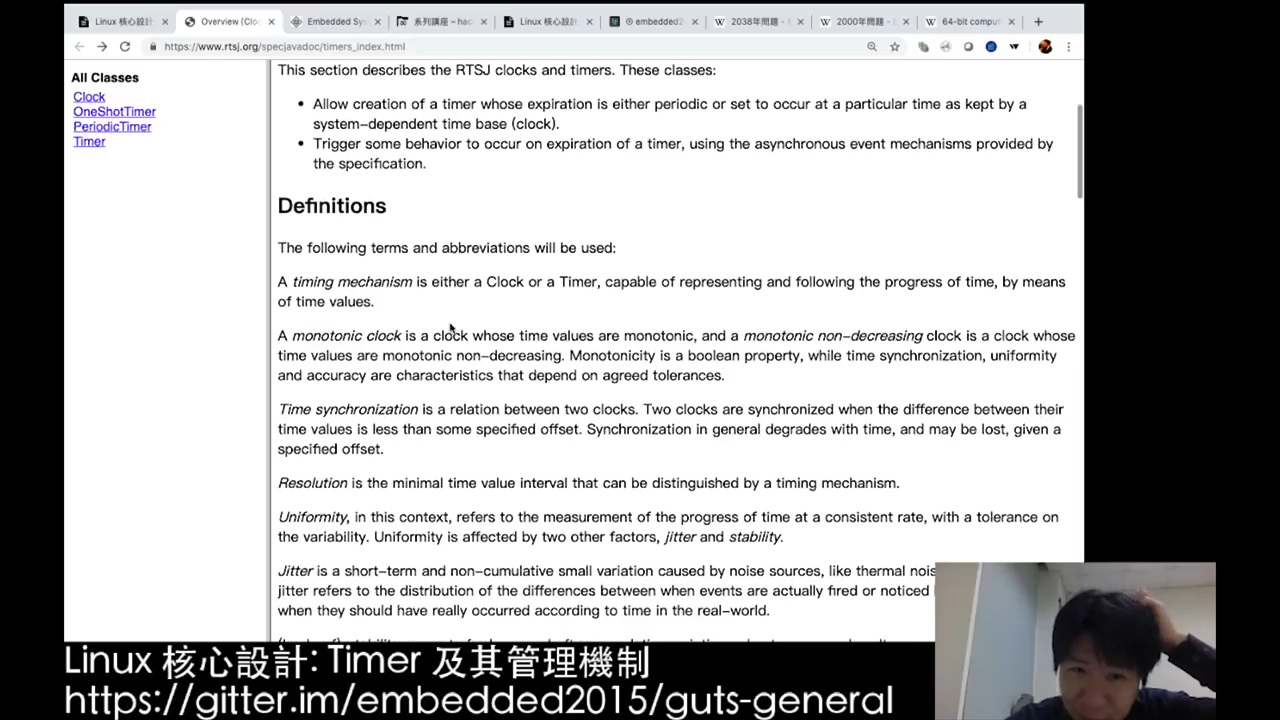 Linux 核心設計
Overview (Cloc
Embedded Sys
系列講座 – hac
Linux 核心設計
embedded2
2038年問題 -
2000年問題 -
64-bit comput
https://www.rtsj.org/specjavadoc/timers_index.html
All Classes
Clock
OneShotTimer
PeriodicTimer
Timer
This section describes the RTSJ clocks and timers. These classes:
• Allow creation of a timer whose expiration is either periodic or set to occur at a particular time as kept by a
system-dependent time base (clock).
• Trigger some behavior to occur on expiration of a timer, using the asynchronous event mechanisms provided by
the specification.
Definitions
The following terms and abbreviations will be used:
A timing mechanism is either a Clock or a Timer, capable of representing and following the progress of time, by means
of time values.
A monotonic clock is a clock whose time values are monotonic, and a monotonic non-decreasing clock is a clock whose
time values are monotonic non-decreasing. Monotonicity is a boolean property, while time synchronization, uniformity
and accuracy are characteristics that depend on agreed tolerances.
Time synchronization is a relation between two clocks. Two clocks are synchronized when the difference between their
time values is less than some specified offset. Synchronization in general degrades with time, and may be lost, given a
specified offset.
Resolution is the minimal time value interval that can be distinguished by a timing mechanism.
Uniformity, in this context, refers to the measurement of the progress of time at a consistent rate, with a tolerance on
the variability. Uniformity is affected by two other factors, jitter and stability.
Jitter is a short-term and non-cumulative small variation caused by noise sources, like thermal nois
jitter refers to the distribution of the differences between when events are actually fired or noticed
when they should have really occurred according to time in the real-world.
Linux 核心設計: Timer 及其管理機制
https://gitter.im/embedded2015/guts-general